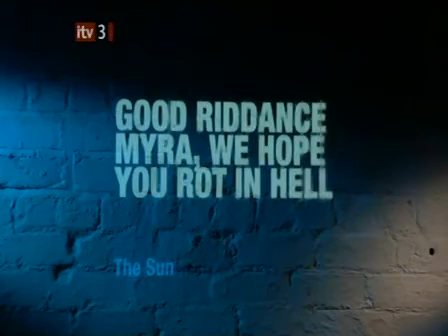 itv3
GOOD RIDDANCE
MYRA, WE HOPE
YOU ROT IN HELL
The Sun